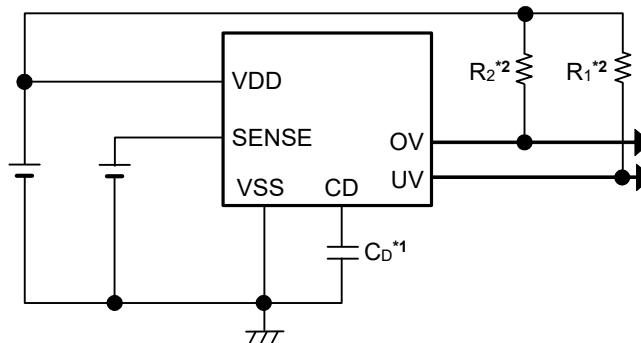 R2*2
R1*2
VDD
SENSE
OV
VSS
CD
UV
CD*1